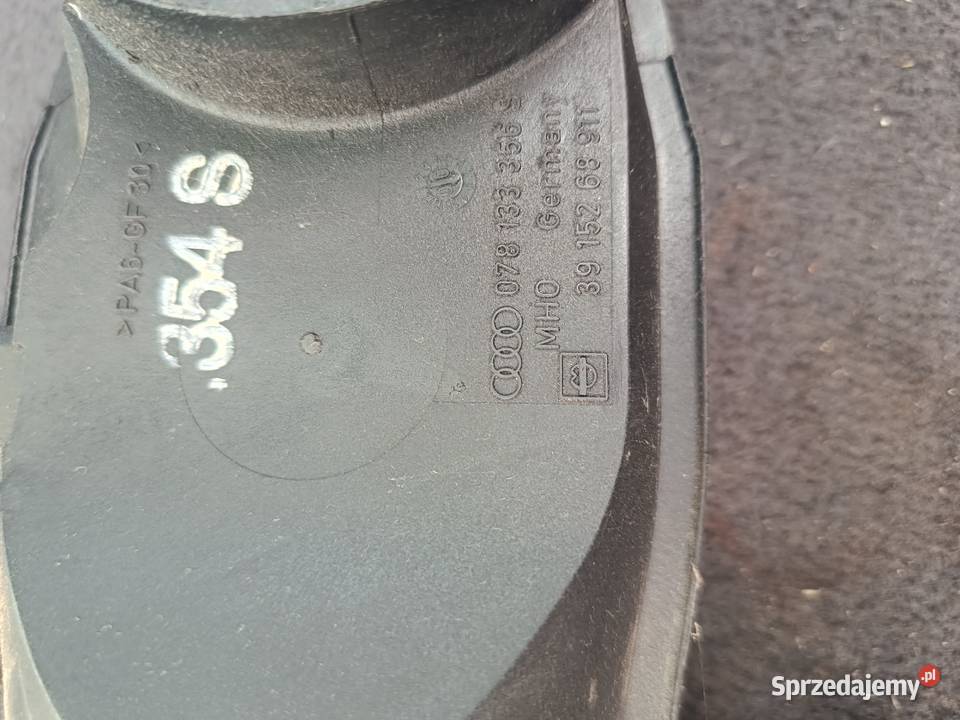 >PA6-GF30<
.354 S
078 133 356 S
MHO Germany
39 152 68 911
Sprzedajemy.pl